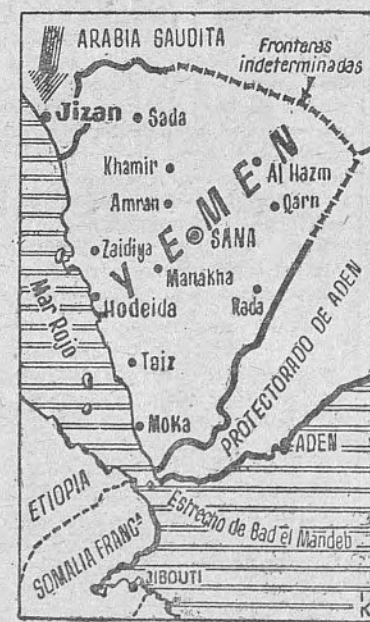 ARABIA SAUDITA
Fronteras
indeterminadas
Jizan
Sada
Khamir
Al Hazm
Amran
Qarn
YEMEN
SANA
Zaidiya
Manakha
Mar Rojo
Hodeida
Rada
Taiz
PROTECTORADO DE ADEN
Moka
ADEN
ETIOPIA
Estrecho de Bad el Mandeb
SOMALIA FRANCª
JIBOUTI
K